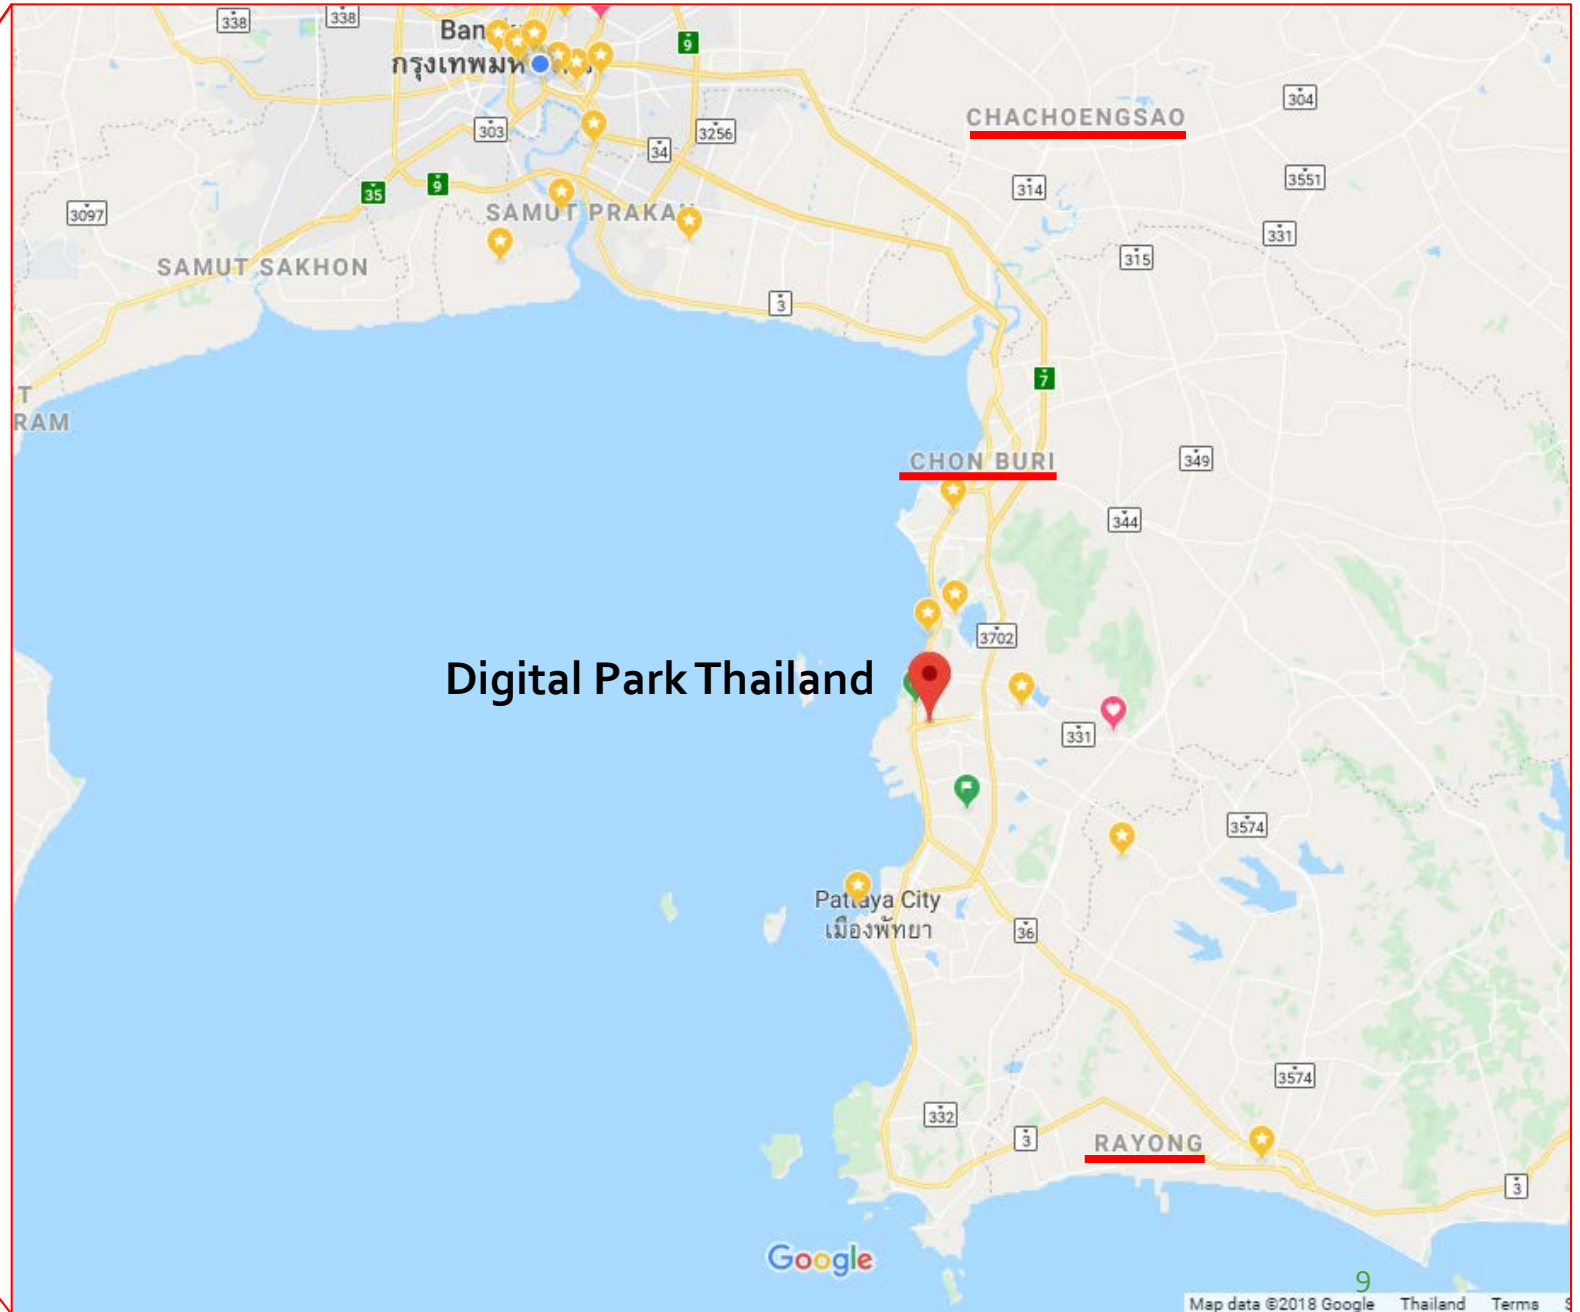 338
338
9
กรุงเทพมห
CHACHOENGSAO
304
303
3256
34
314
3551
35
9
3097
SAMUT PRAKA
331
315
SAMUT SAKHON
3
7
T
RAM
CHON BURI
349
344
3702
Digital Park Thailand
331
3574
Pattaya City
เมืองพัทยา
36
3574
332
3
RAYONG
3
Google
9
Map data ©2018 Google Thailand Terms